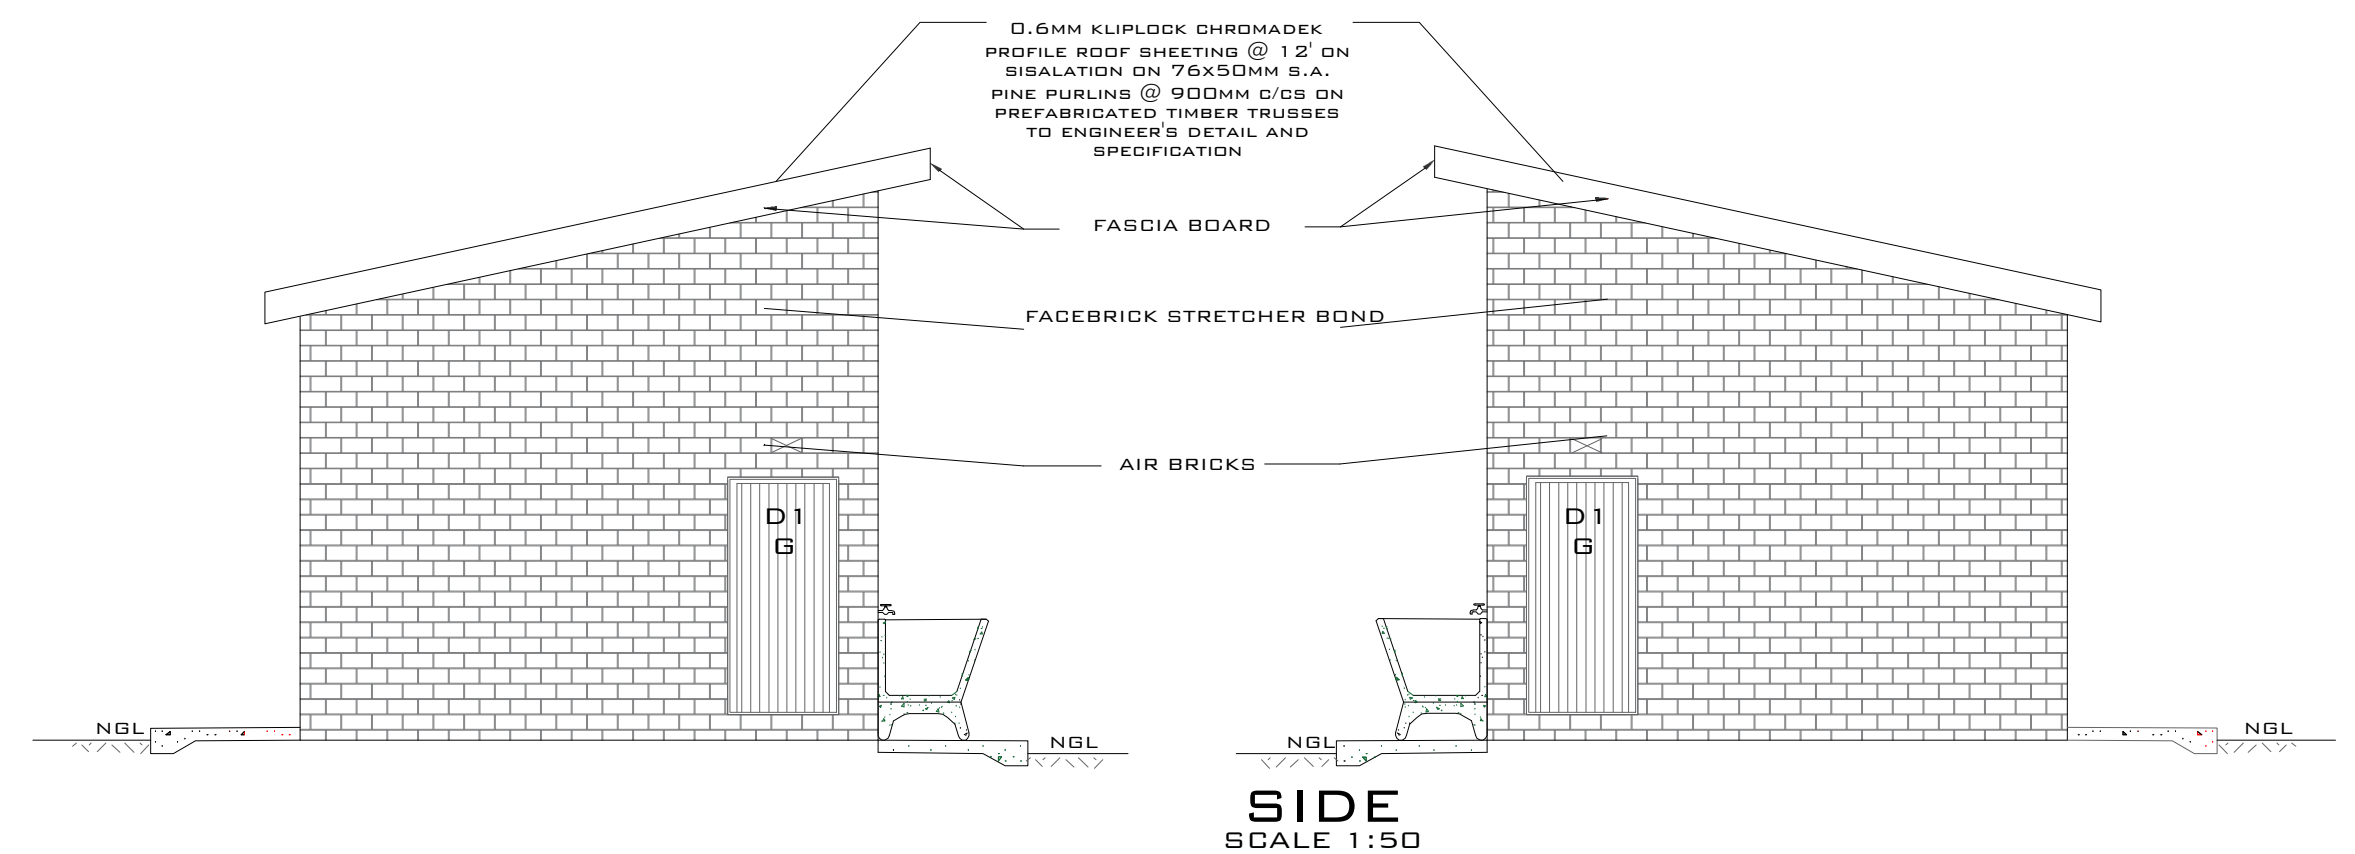 0.6MM KLIPLOCK CHROMADEK
PROFILE ROOF SHEETING @ 12' ON
SISALATION ON 76X50MM S.A.
PINE PURLINS @ 900MM C/CS ON
PREFABRICATED TIMBER TRUSSES
TO ENGINEER'S DETAIL AND
SPECIFICATION
FASCIA BOARD
FACEBRICK STRETCHER BOND
AIR BRICKS
D1
G
D1
G
NGL
NGL
NGL
NGL
SIDE
SCALE 1:50